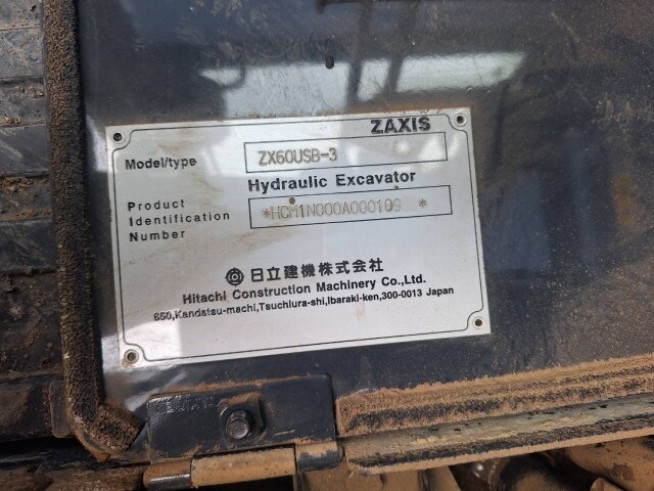 ZAXIS
Model/type ZX60USB-3
Hydraulic Excavator
Product
Identification *HCM1N000A000109 *
Number
日立建機株式会社
Hitachi Construction Machinery Co.,Ltd.
650,Kandatsu-machi,Tsuchiura-shi,Ibaraki-ken,300-0013 Japan